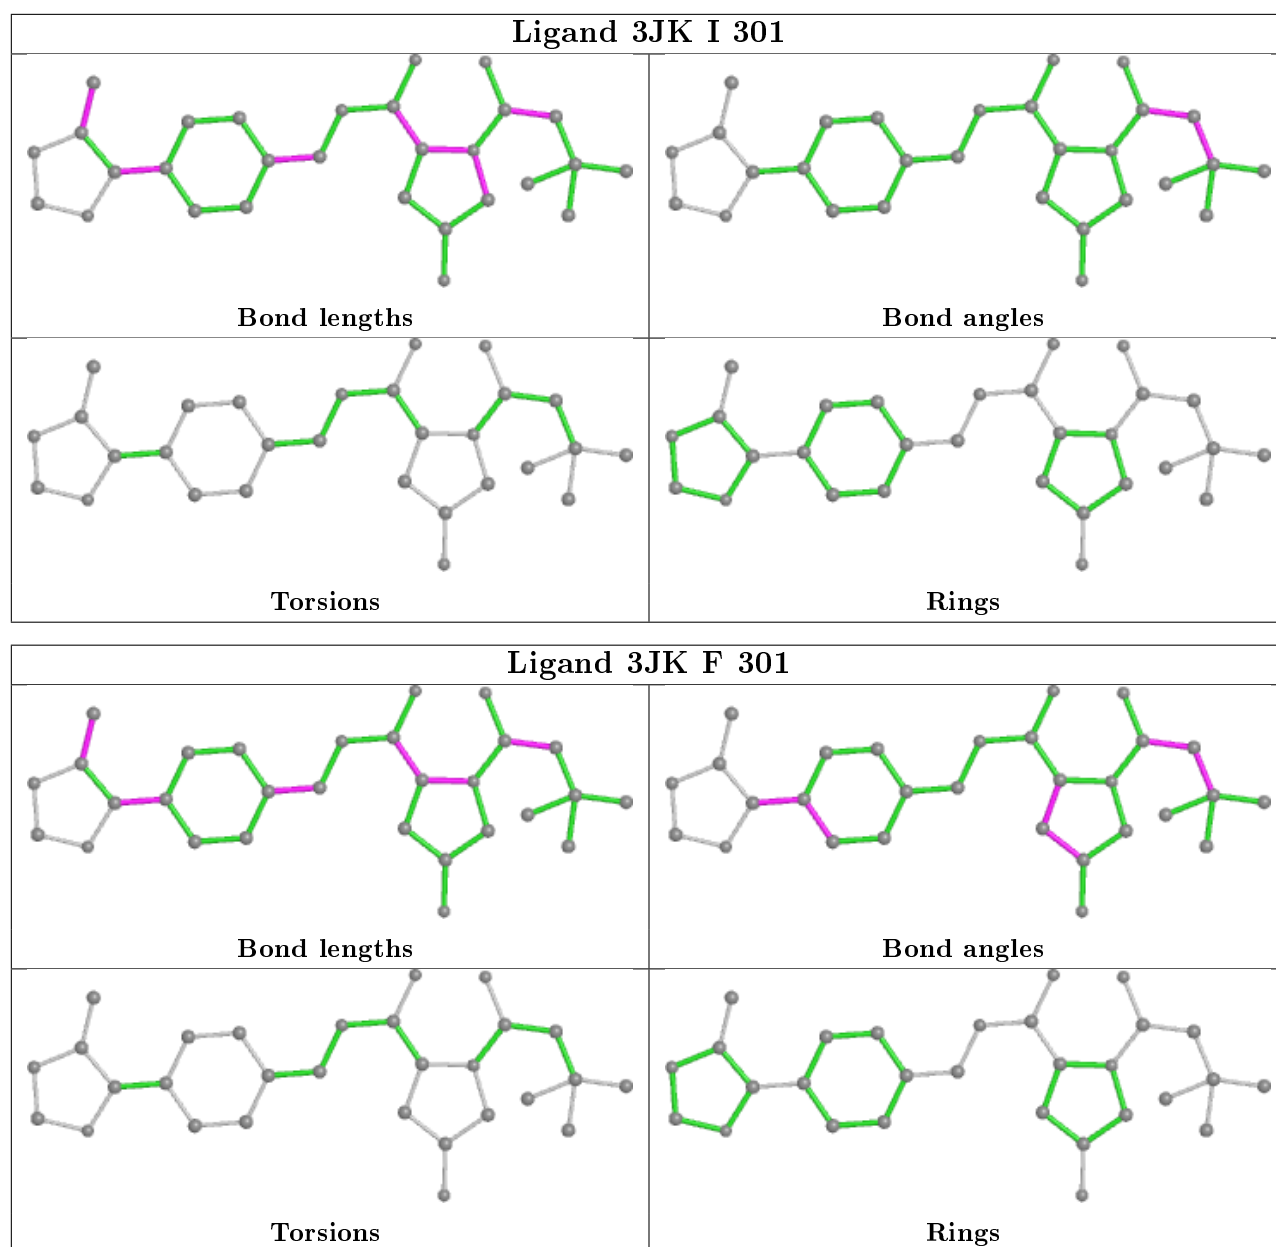 Ligand 3JK I 301
Bond lengths
Bond angles
Torsions
Rings
Ligand 3JK F 301
Bond lengths
Bond angles
Torsions
Rings